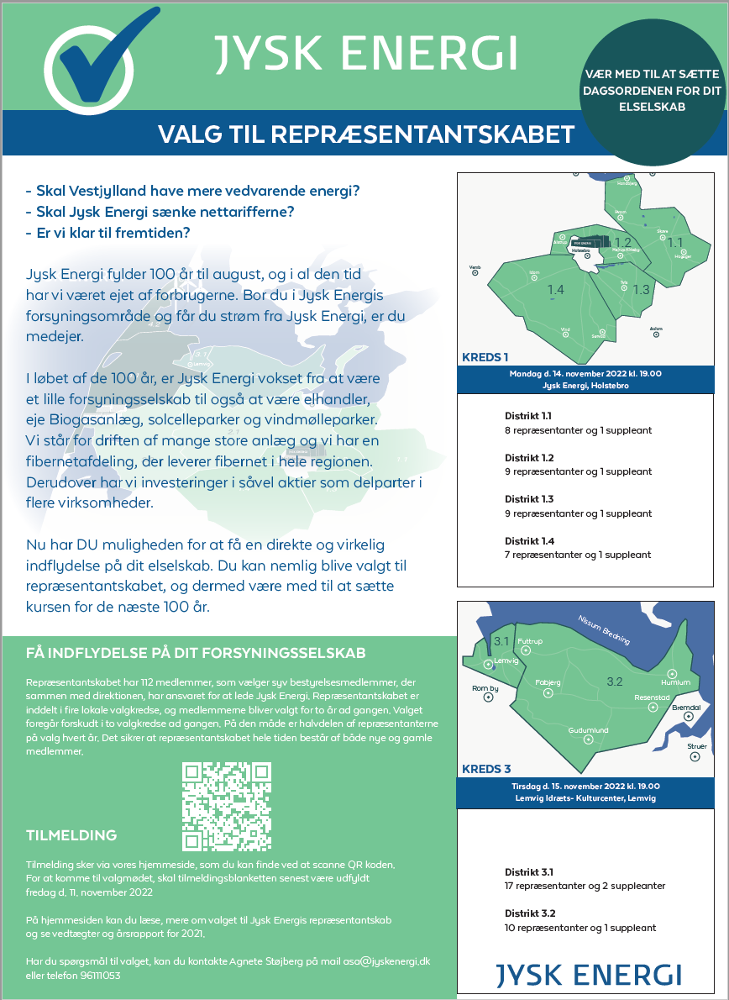 JYSK ENERGI
VÆR MED TIL AT SÆTTE
DAGSORDENEN FOR DIT
ELSELSKAB
VALG TIL REPRÆSENTANTSKABET
- Skal Vestjylland have mere vedvarende energi?
- Skal Jysk Energi sænke nettarifferne?
- Er vi klar til fremtiden?
Jysk Energi fylder 100 år til august, og i al den tid
har vi været ejet af forbrugerne. Bor du i Jysk Energis
forsyningsområde og får du strøm fra Jysk Energi, er du
medejer.
I løbet af de 100 år, er Jysk Energi vokset fra at være
et lille forsyningsselskab til også at være elhandler,
eje Biogasanlæg, solcelleparker og vindmølleparker.
Vi står for driften af mange store anlæg og vi har en
fibernetafdeling, der leverer fibernet i hele regionen.
Derudover har vi investeringer i såvel aktier som delparter i
flere virksomheder.
Nu har DU muligheden for at få en direkte og virkelig
indflydelse på dit elselskab. Du kan nemlig blive valgt til
repræsentantskabet, og dermed være med til at sætte
kursen for de næste 100 år.
4.2
3.1
Lemvig
2.1
1.1
FÅ INDFLYDELSE PÅ DIT FORSYNINGSSELSKAB
Repræsentantskabet har 112 medlemmer, som vælger syv bestyrelsesmedlemmer, der
sammen med direktionen, har ansvaret for at lede Jysk Energi. Repræsentantskabet er
inddelt i fire lokale valgkredse, og medlemmerne bliver valgt for to år ad gangen. Valget
foregår forskudt i to valgkredse ad gangen. På den måde er halvdelen af repræsentanterne
på valg hvert år. Det sikrer at repræsentantskabet hele tiden består af både nye og gamle
medlemmer.
TILMELDING
Tilmelding sker via vores hjemmeside, som du kan finde ved at scanne QR koden.
For at komme til valgmødet, skal tilmeldingsblanketten senest være udfyldt
fredag d. 11. november 2022
På hjemmesiden kan du læse, mere om valget til Jysk Energis repræsentantskab
og se vedtægter og årsrapport for 2021.
Har du spørgsmål til valget, kan du kontakte Agnete Støjberg på mail asa@jyskenergi.dk
eller telefon 96111053
Handbjerg
Skave
1.2
1.1
Holstebro
Hogager
Vemb
Idom
Tvis
1.4
1.3
Vind
Sørvad
Aulum
KREDS 1
Mandag d. 14. november 2022 kl. 19.00
Jysk Energi, Holstebro
Distrikt 1.1
8 repræsentanter og 1 suppleant
Distrikt 1.2
9 repræsentanter og 1 suppleant
Distrikt 1.3
9 repræsentanter og 1 suppleant
Distrikt 1.4
7 repræsentanter og 1 suppleant
Nissum Bredning
3.1
Futtrup
Lemvig
Rom by
Fabjerg
3.2
Humlum
Resenstad
Bremdal
Gudumlund
Struer
KREDS 3
Tirsdag d. 15. november 2022 kl. 19.00
Lemvig Idræts- Kulturcenter, Lemvig
Distrikt 3.1
17 repræsentanter og 2 suppleanter
Distrikt 3.2
10 repræsentanter og 1 suppleant
JYSK ENERGI